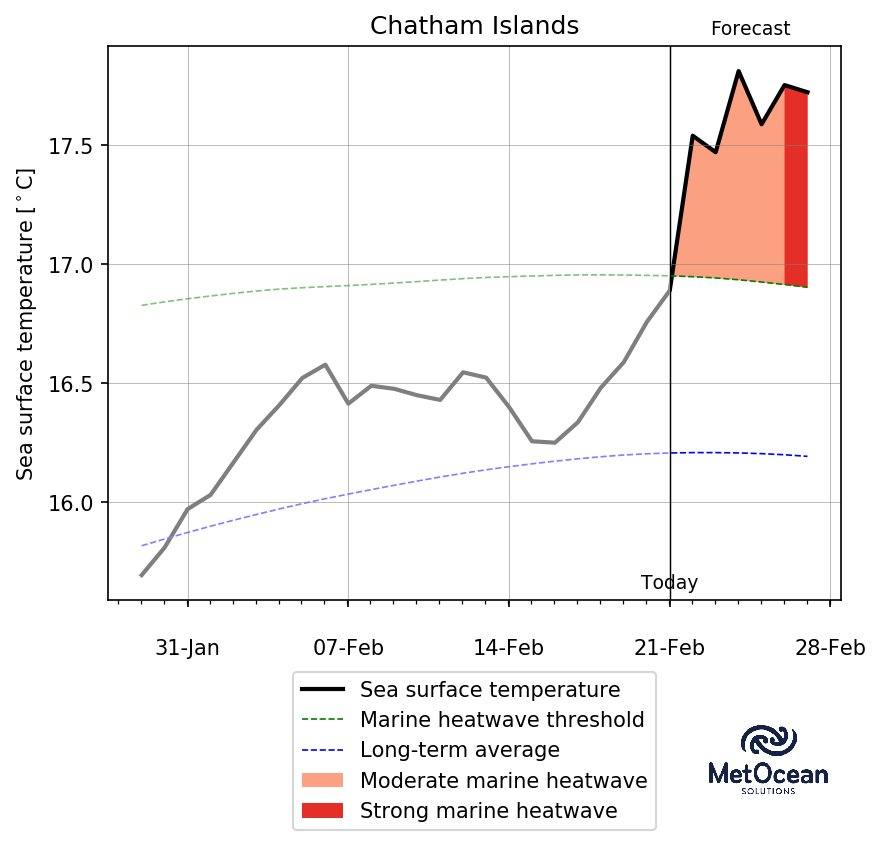 Chatham Islands
Forecast
Sea surface temperature [°C]
17.5
17.0
16.5
16.0
Today
31-Jan
07-Feb
14-Feb
21-Feb
28-Feb
Sea surface temperature
Marine heatwave threshold
Long-term average
Moderate marine heatwave
Strong marine heatwave
MetOcean
SOLUTIONS